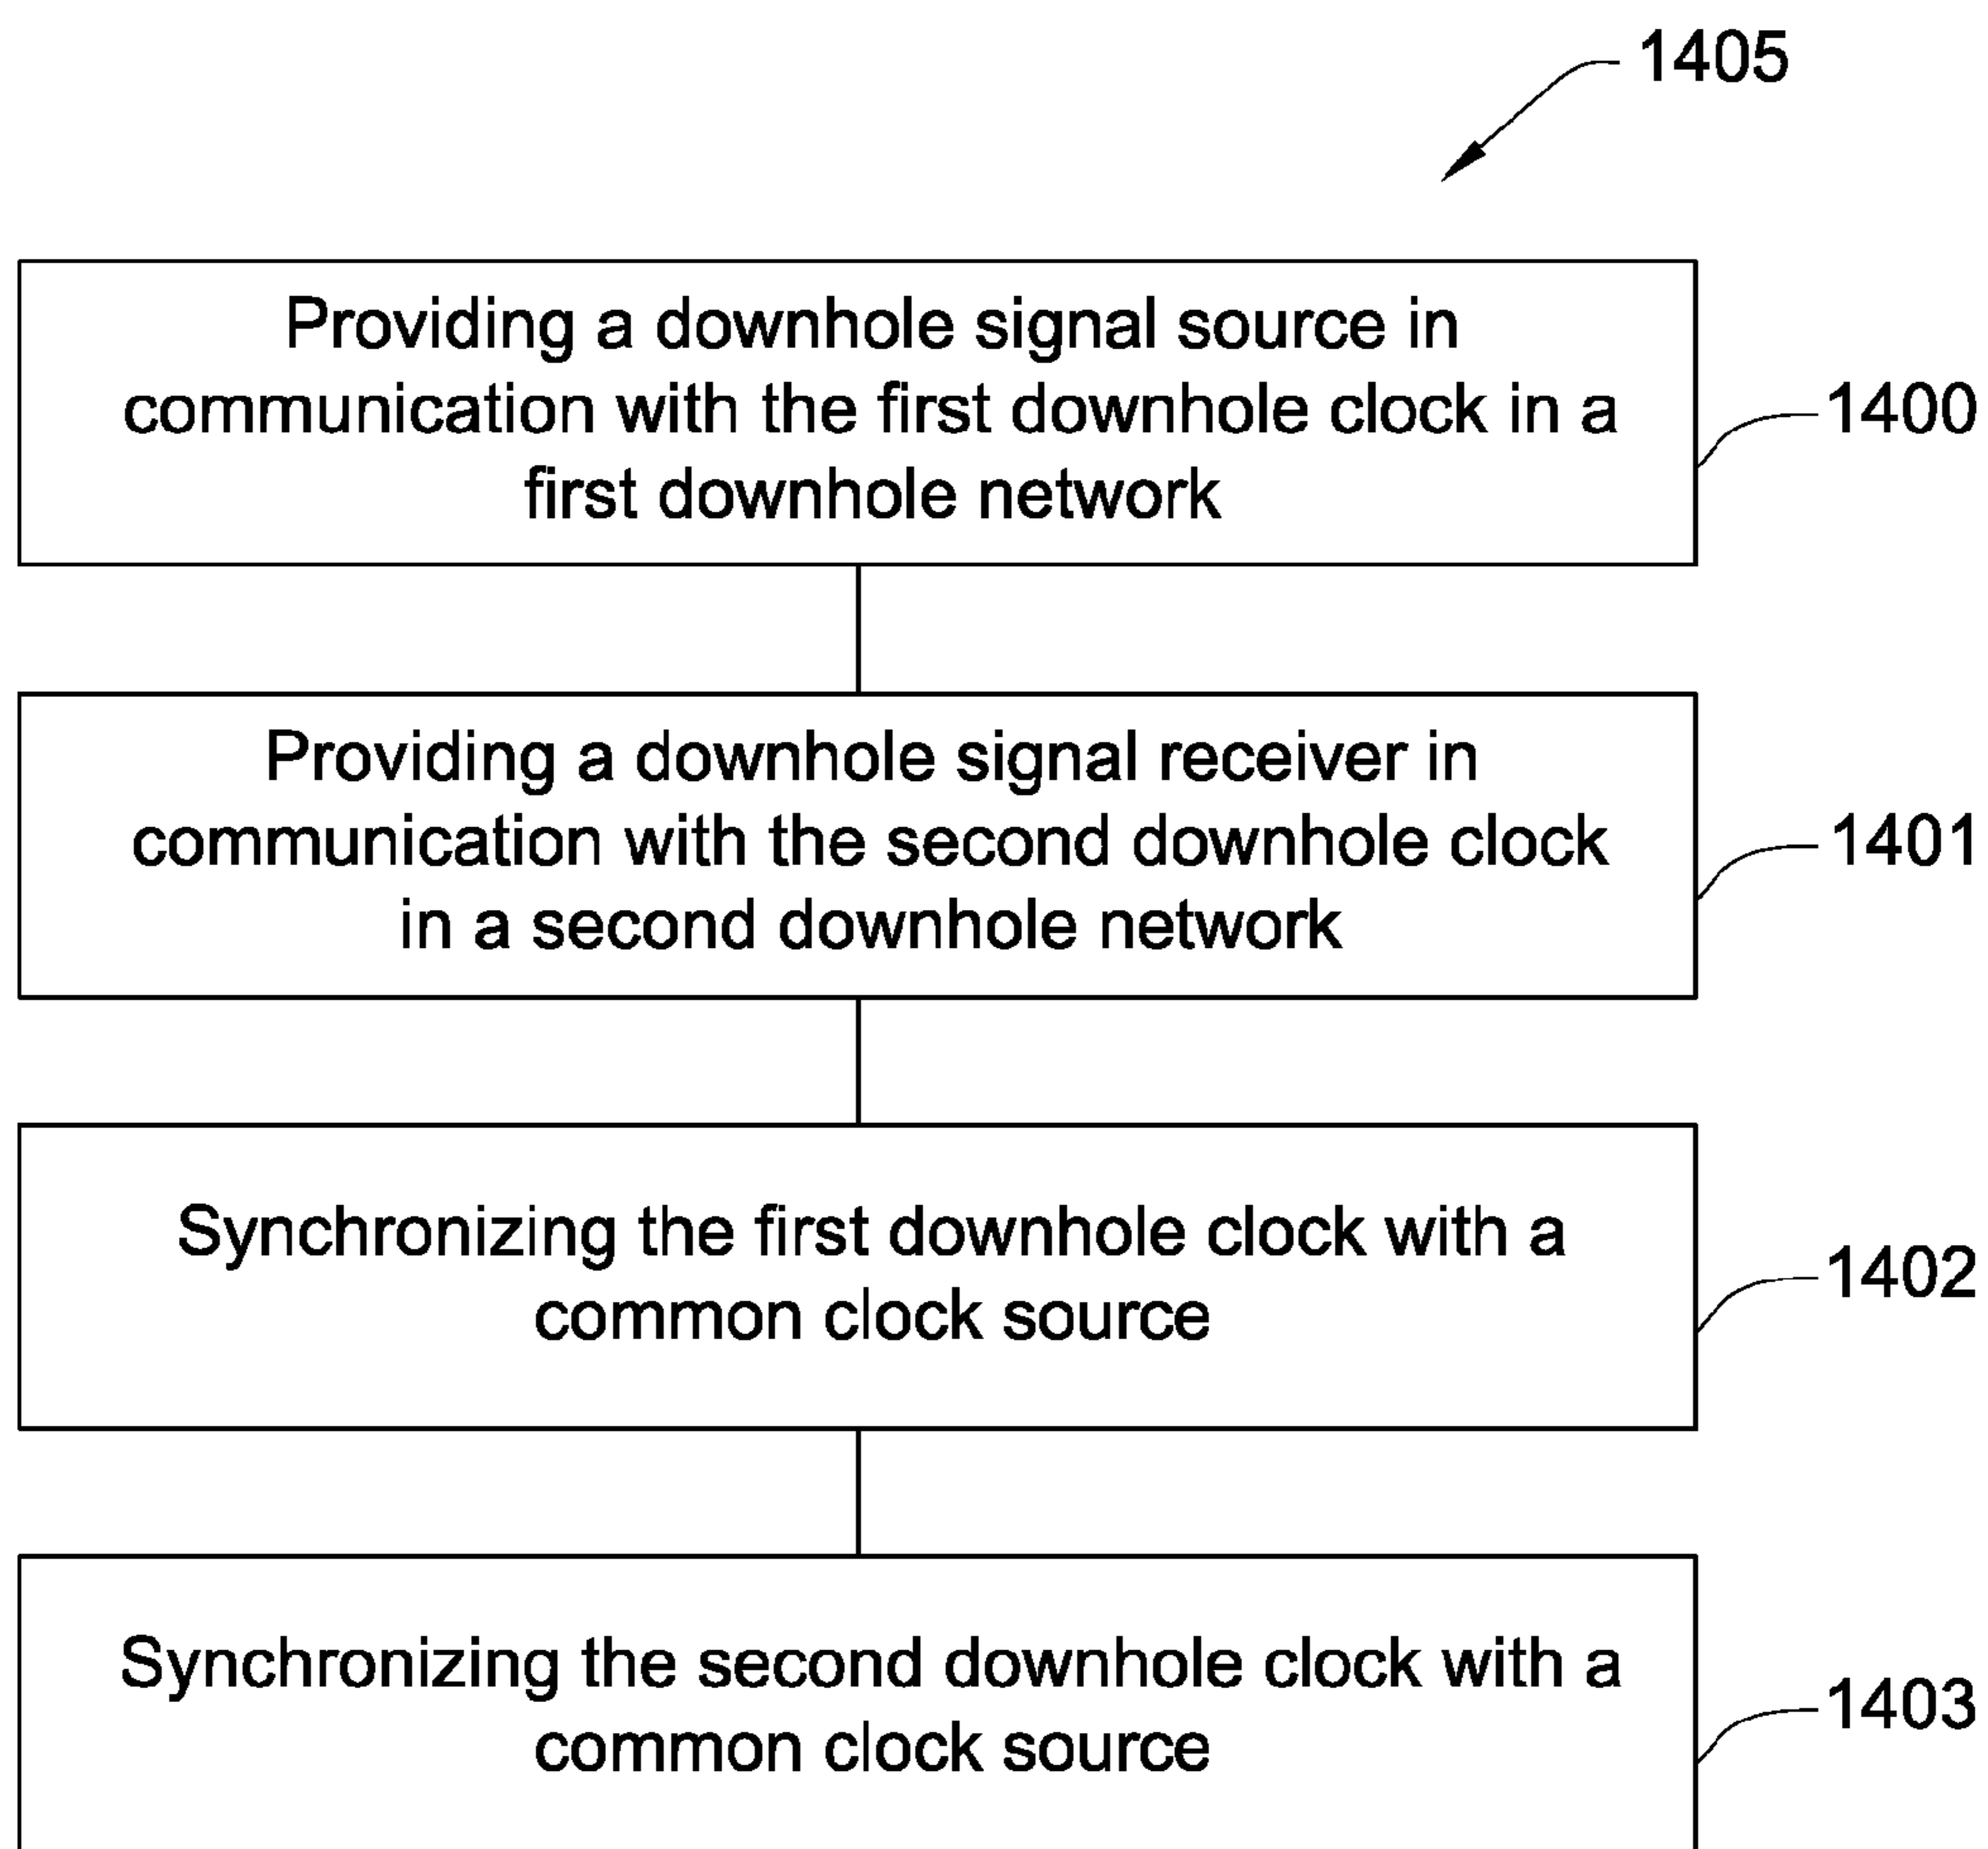 1405
Providing a downhole signal source in
communication with the first downhole clock in a
first downhole network
1400
Providing a downhole signal receiver in
communication with the second downhole clock
in a second downhole network
1401
Synchronizing the first downhole clock with a
common clock source
1402
Synchronizing the second downhole clock with a
common clock source
1403